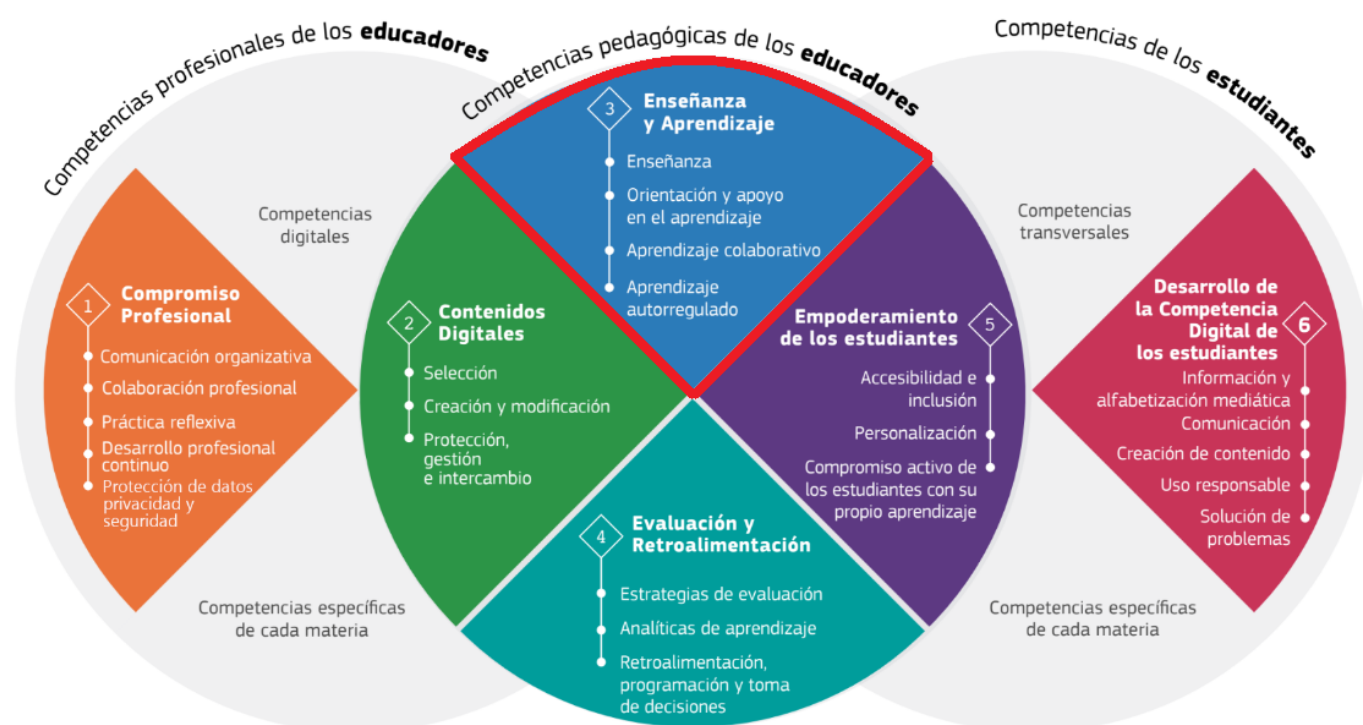 Competencias profesionales de los educadores
Competencias pedagógicas de los educadores
Competencias de los estudiantes
Competencias
digitales
Competencias
transversales
Competencias específicas
de cada materia
Competencias específicas
de cada materia
1
Compromiso
Profesional
Comunicación organizativa
Colaboración profesional
Práctica reflexiva
Desarrollo profesional
continuo
Protección de datos
privacidad y
seguridad
2
Contenidos
Digitales
Selección
Creación y modificación
Protección,
gestión
e intercambio
3
Enseñanza
y Aprendizaje
Enseñanza
Orientación y apoyo
en el aprendizaje
Aprendizaje colaborativo
Aprendizaje
autorregulado
4
Evaluación y
Retroalimentación
Estrategias de evaluación
Analíticas de aprendizaje
Retroalimentación,
programación y toma
de decisiones
Empoderamiento
de los estudiantes
5
Accesibilidad e
inclusión
Personalización
Compromiso activo de
los estudiantes con su
propio aprendizaje
Desarrollo de
la Competencia
Digital de
los estudiantes
6
Información y
alfabetización mediática
Comunicación
Creación de contenido
Uso responsable
Solución de
problemas